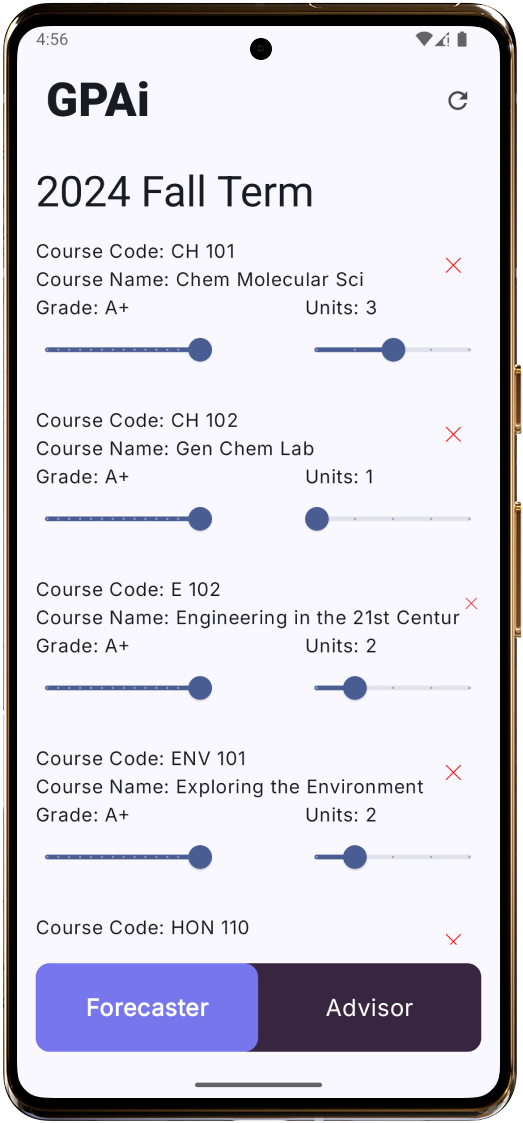 4:56
GPAi
2024 Fall Term
Course Code: CH 101
Course Name: Chem Molecular Sci
Grade: A+ Units: 3
Course Code: CH 102
Course Name: Gen Chem Lab
Grade: A+ Units: 1
Course Code: E 102
Course Name: Engineering in the 21st Centur
Grade: A+ Units: 2
Course Code: ENV 101
Course Name: Exploring the Environment
Grade: A+ Units: 2
Course Code: HON 110
Forecaster Advisor